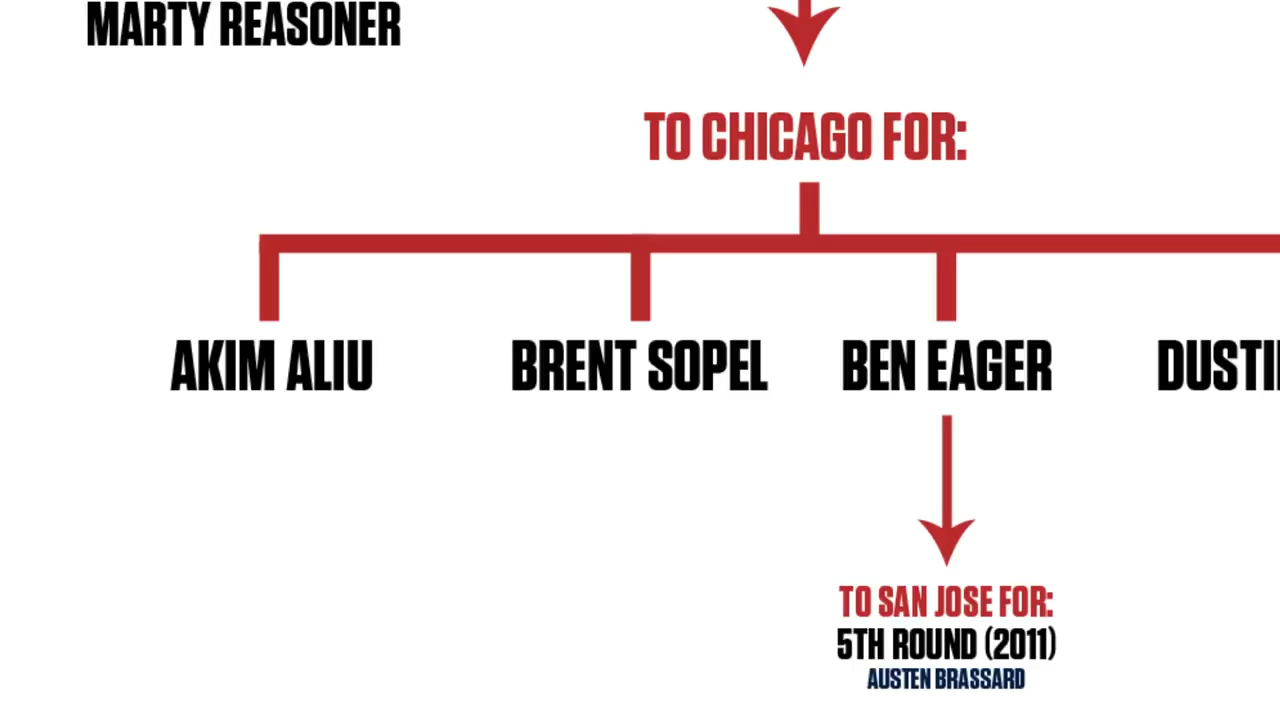 MARTY REASONER
TO CHICAGO FOR:
AKIM ALIU
BRENT SOPEL
BEN EAGER
TO SAN JOSE FOR:
5TH ROUND (2011)
AUSTEN BRASSARD